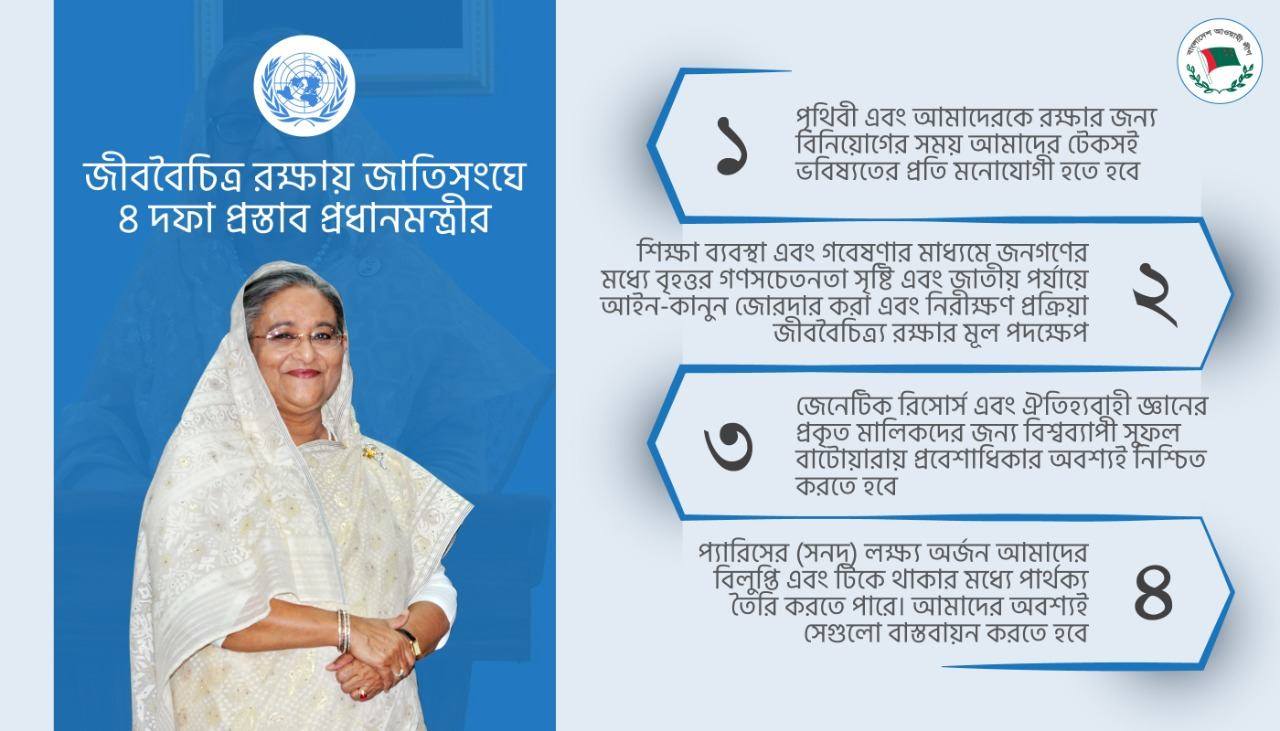 জীববৈচিত্র রক্ষায় জাতিসংঘে
৪ দফা প্রস্তাব প্রধানমন্ত্রীর
বাংলাদেশ আওয়ামী লীগ
১
পৃথিবী এবং আমাদেরকে রক্ষার জন্য
বিনিয়োগের সময় আমাদের টেকসই
ভবিষ্যতের প্রতি মনোযোগী হতে হবে
শিক্ষা ব্যবস্থা এবং গবেষণার মাধ্যমে জনগণের
মধ্যে বৃহত্তর গণসচেতনতা সৃষ্টি এবং জাতীয় পর্যায়ে
আইন-কানুন জোরদার করা এবং নিরীক্ষণ প্রক্রিয়া
জীববৈচিত্র্য রক্ষার মূল পদক্ষেপ
২
৩
জেনেটিক রিসোর্স এবং ঐতিহ্যবাহী জ্ঞানের
প্রকৃত মালিকদের জন্য বিশ্বব্যাপী সুফল
বাটোয়ারায় প্রবেশাধিকার অবশ্যই নিশ্চিত
করতে হবে
প্যারিসের (সনদ) লক্ষ্য অর্জন আমাদের
বিলুপ্তি এবং টিকে থাকার মধ্যে পার্থক্য
তৈরি করতে পারে। আমাদের অবশ্যই
সেগুলো বাস্তবায়ন করতে হবে
৪